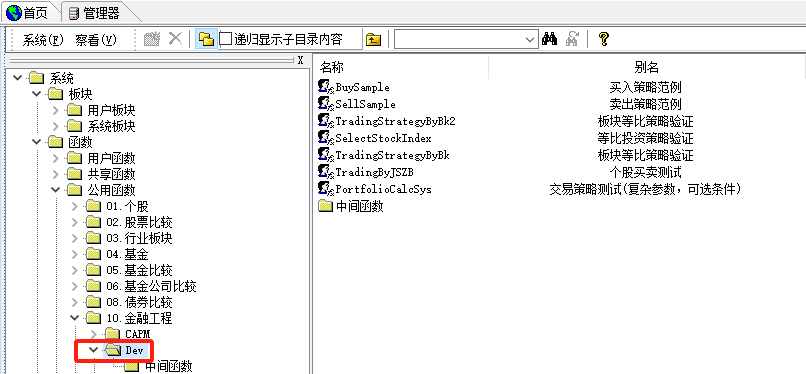 首页 管理器
系统(F) 察看(V) 递归显示子目录内容 ?
X
系统
板块
用户板块
系统板块
函数
用户函数
共享函数
公用函数
01.个股
02.股票比较
03.行业板块
04.基金
05.基金比较
06.基金公司比较
08.债券比较
10.金融工程
CAPM
Dev
中间函数
名称 别名
BuySample 买入策略范例
SellSample 卖出策略范例
TradingStrategyByBk2 板块等比策略验证
SelectStockIndex 等比投资策略验证
TradingStrategyByBk 板块等比策略验证
TradingByJSZB 个股买卖测试
PortfolioCalcSys 交易策略测试(复杂参数，可选条件)
中间函数